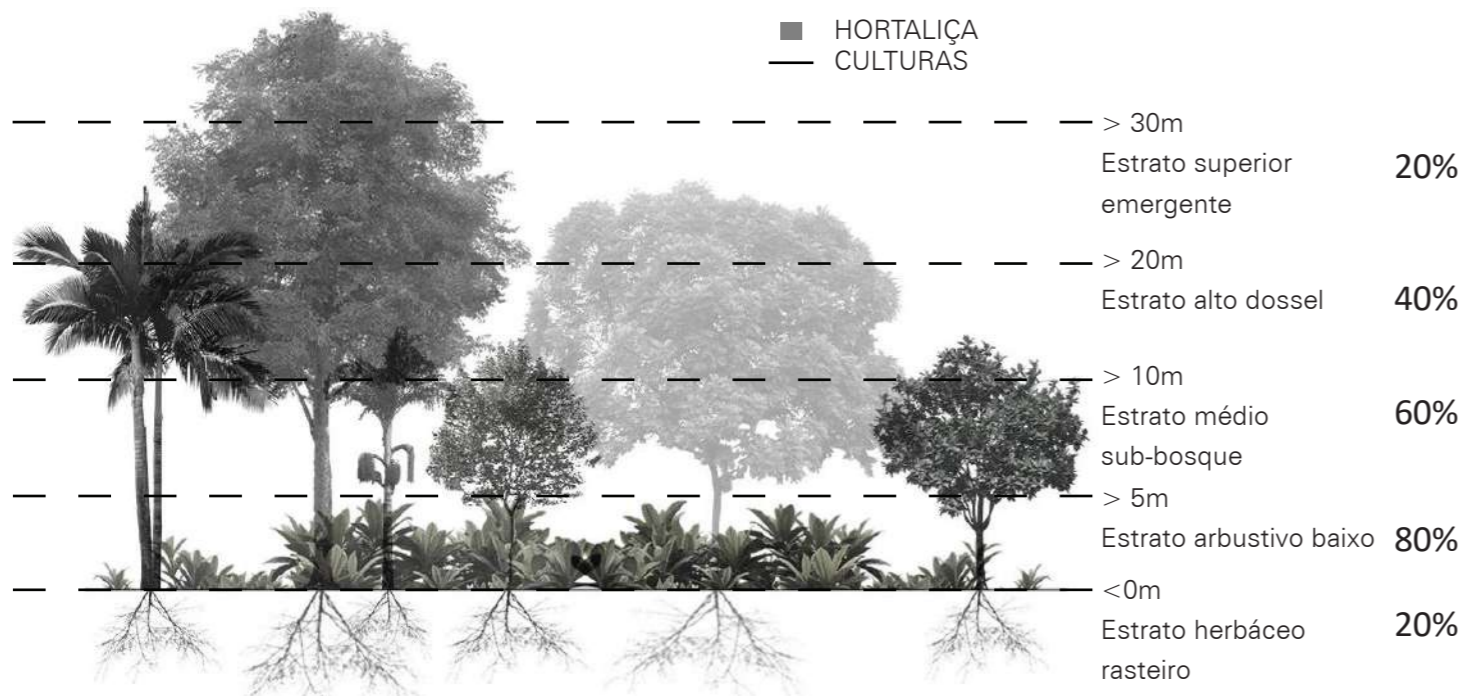 HORTALIÇA
CULTURAS
> 30m
Estrato superior
emergente
20%
> 20m
Estrato alto dossel
40%
> 10m
Estrato médio
sub-bosque
60%
> 5m
Estrato arbustivo baixo
80%
<0m
Estrato herbáceo
rasteiro
20%